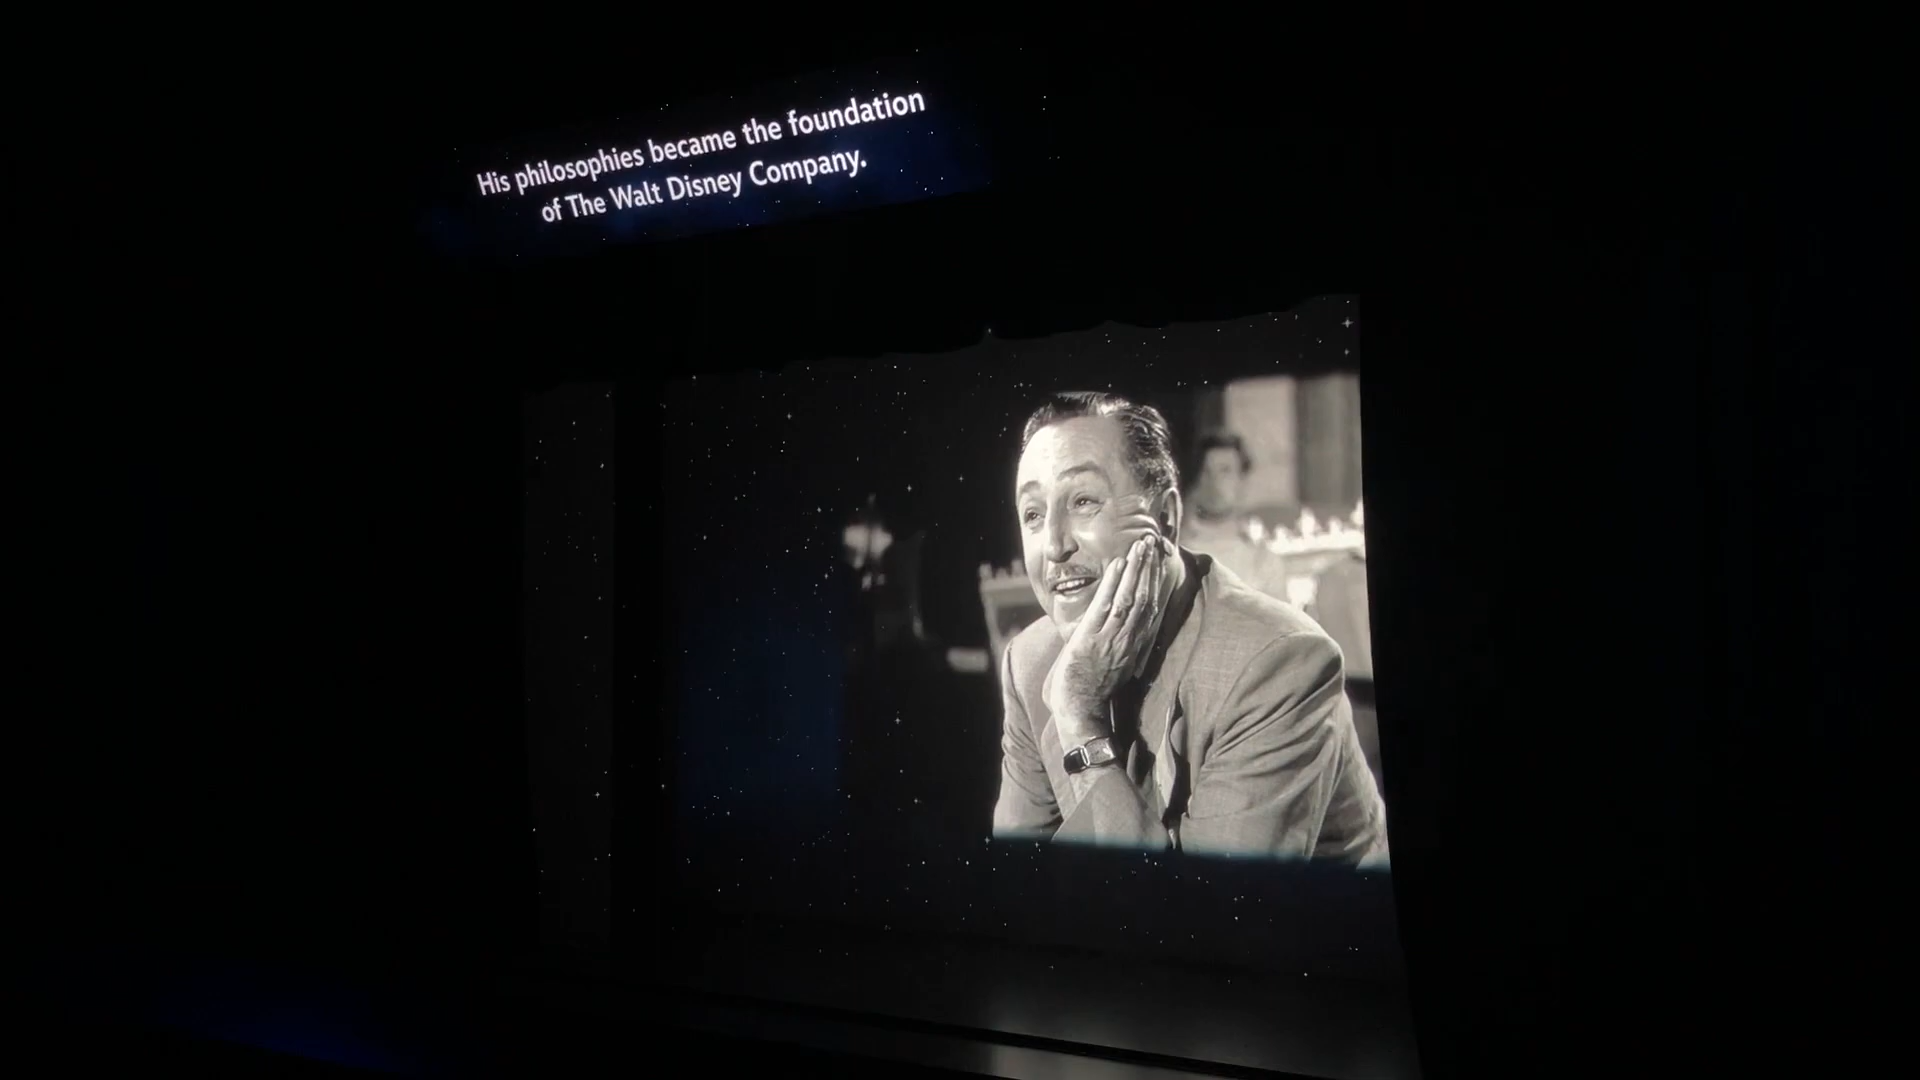 His philosophies became the foundation
of The Walt Disney Company.